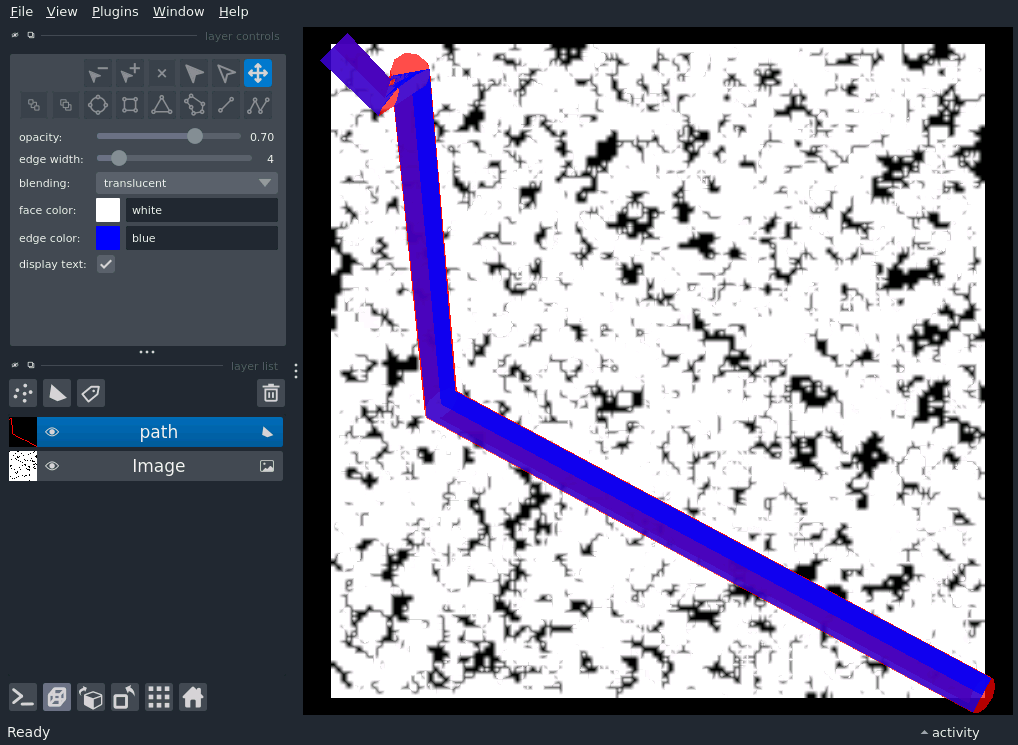 File View Plugins Window Help
layer controls
opacity: 0.70
edge width: 4
blending: translucent
face color: white
edge color: blue
display text:
layer list
path
Image
Ready
activity